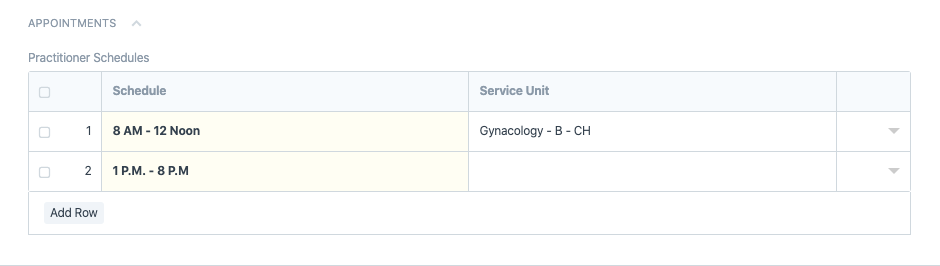 APPOINTMENTS
Practitioner Schedules
Schedule Service Unit
1 8 AM - 12 Noon Gynacology - B - CH
2 1 P.M. - 8 P.M
Add Row